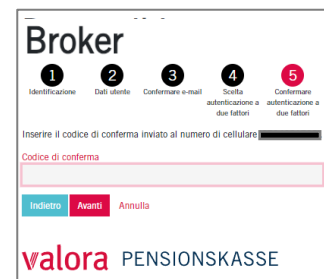 Broker
1 2 3 4 5
Identificazione Dati utente Confermare e-mail Scelta autenticazione a due fattori Confermare autenticazione a due fattori
Inserire il codice di conferma inviato al numero di cellulare
Codice di conferma
Indietro Avanti Annulla
valora PENSIONSKASSE